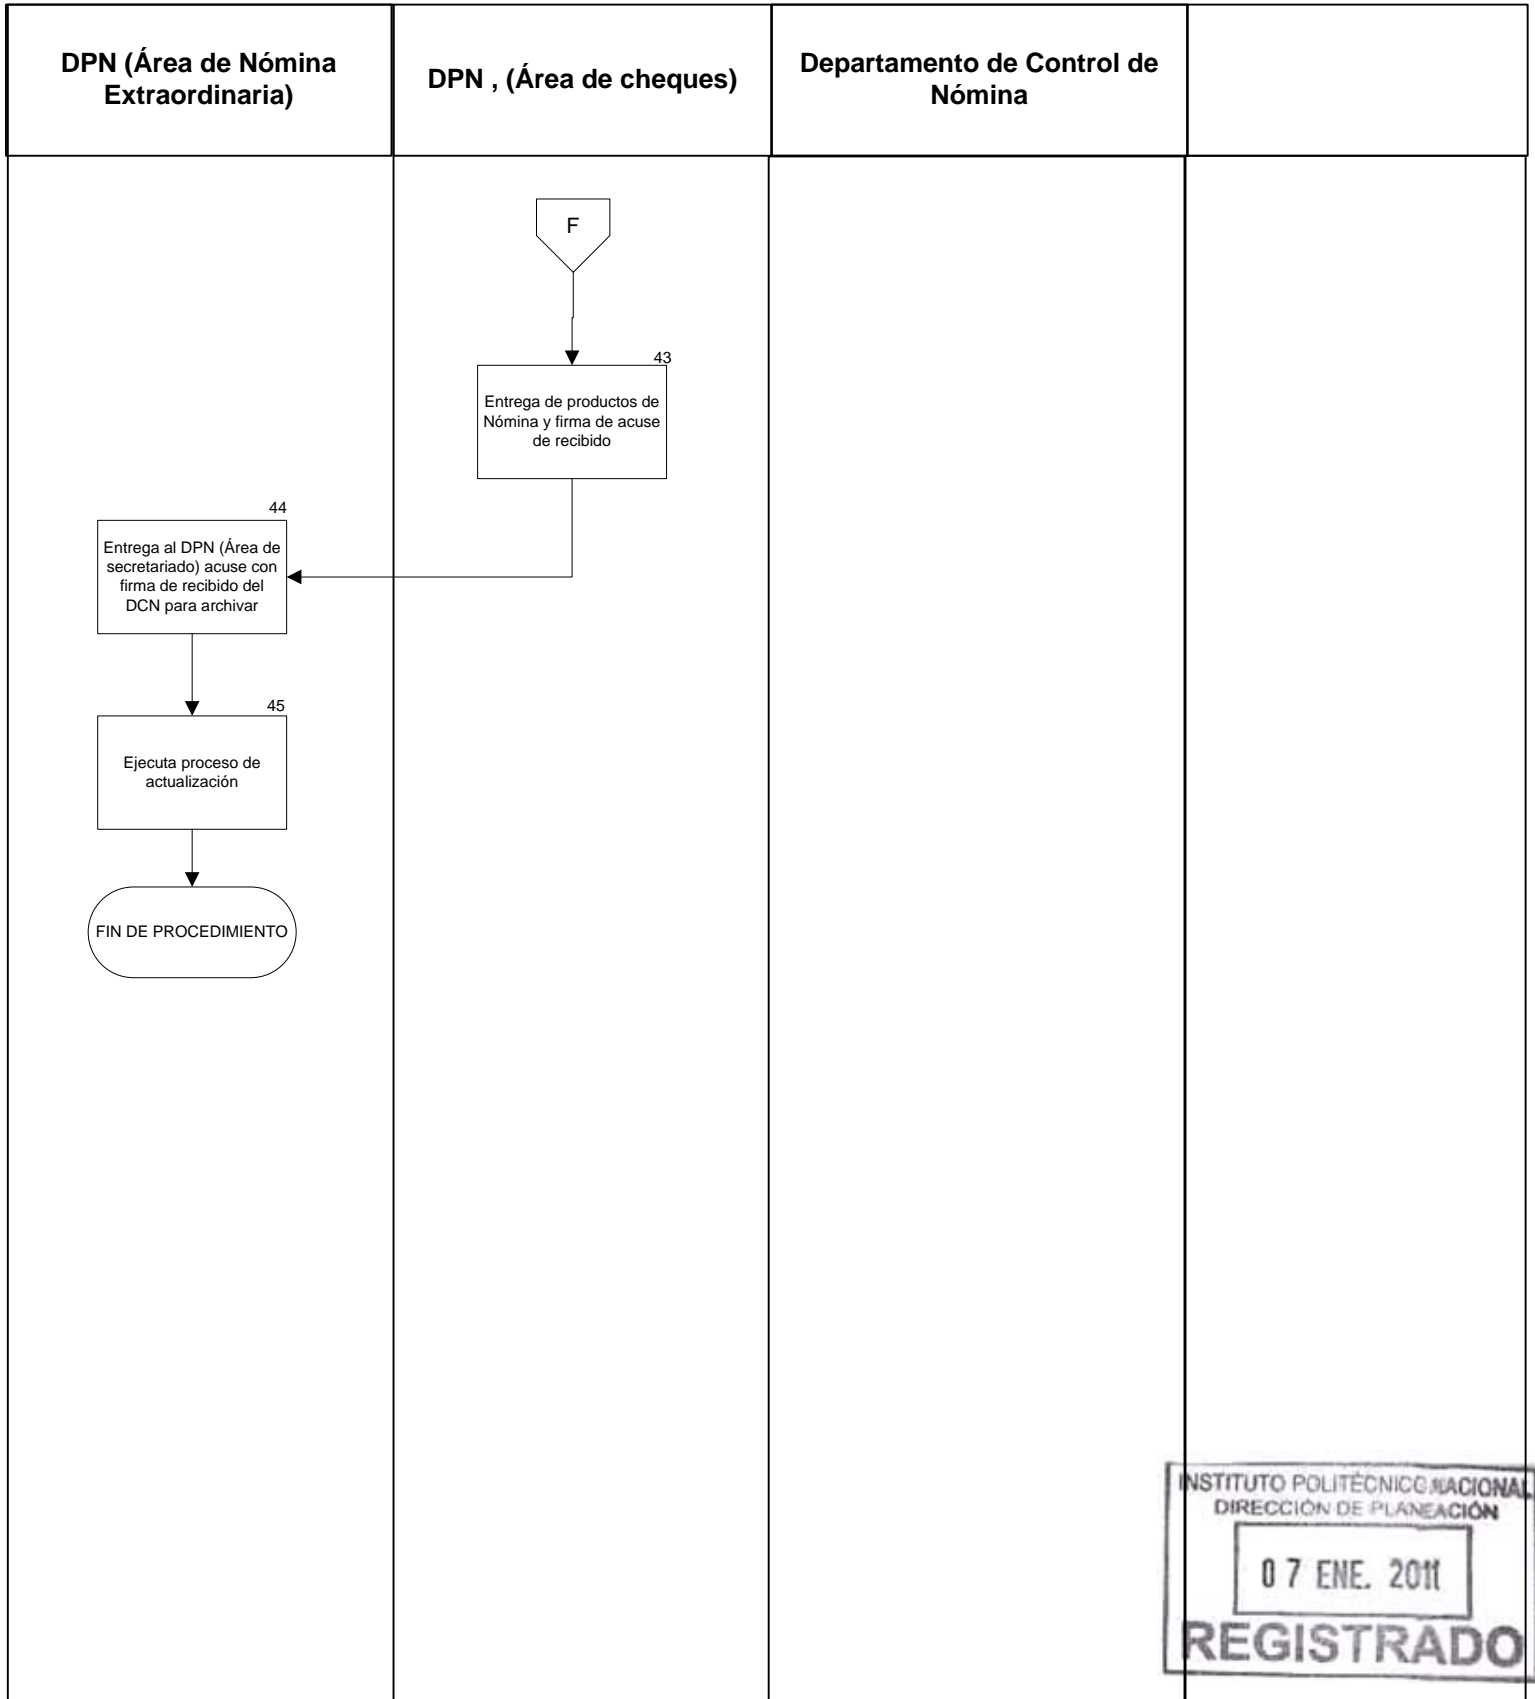 DPN (Área de Nómina
Extraordinaria)
DPN , (Área de cheques)
Departamento de Control de
Nómina
F
43
Entrega de productos de
Nómina y firma de acuse
de recibido
44
Entrega al DPN (Área de
secretariado) acuse con
firma de recibido del
DCN para archivar
45
Ejecuta proceso de
actualización
FIN DE PROCEDIMIENTO
INSTITUTO POLITÉCNICO NACIONAL
DIRECCIÓN DE PLANEACIÓN
07 ENE. 2011
REGISTRADO